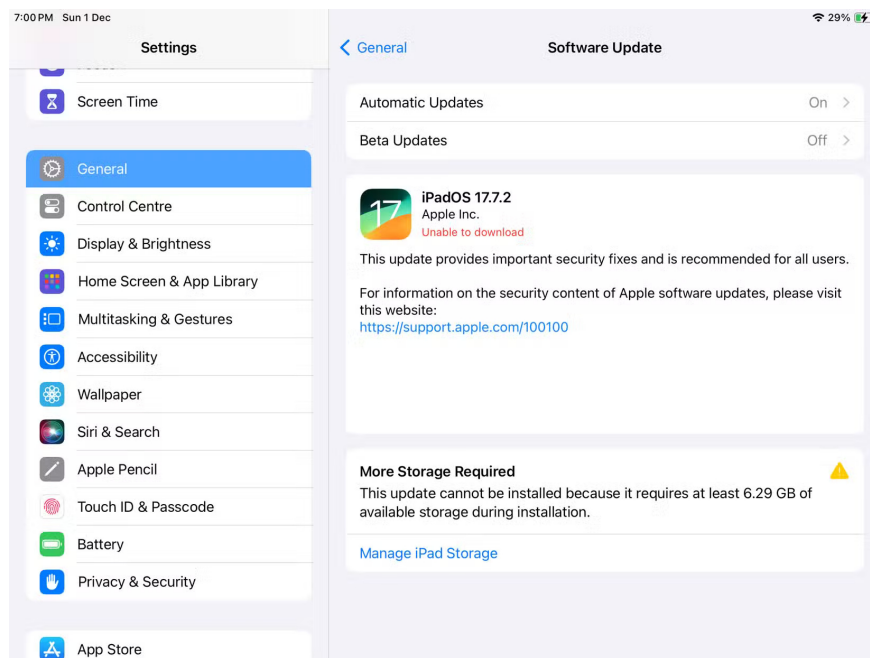 7:00 PM Sun 1 Dec
29%
Settings
General
Software Update
Screen Time
General
Control Centre
Display & Brightness
Home Screen & App Library
Multitasking & Gestures
Accessibility
Wallpaper
Siri & Search
Apple Pencil
Touch ID & Passcode
Battery
Privacy & Security
App Store
Automatic Updates On
Beta Updates Off
17
iPadOS 17.7.2
Apple Inc.
Unable to download
This update provides important security fixes and is recommended for all users.
For information on the security content of Apple software updates, please visit
this website:
https://support.apple.com/100100
More Storage Required
This update cannot be installed because it requires at least 6.29 GB of
available storage during installation.
Manage iPad Storage